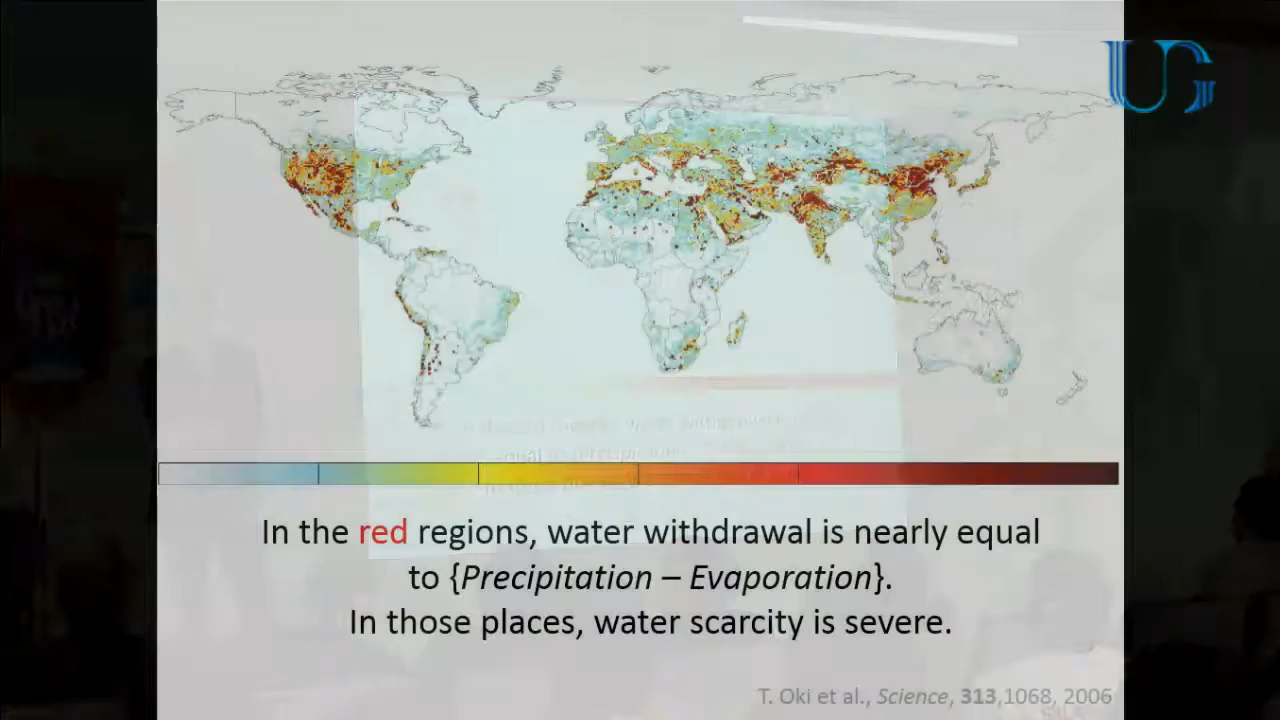 UG
In the red regions, water withdrawal is nearly equal
to {Precipitation – Evaporation}.
In those places, water scarcity is severe.
T. Oki et al., Science, 313,1068, 2006